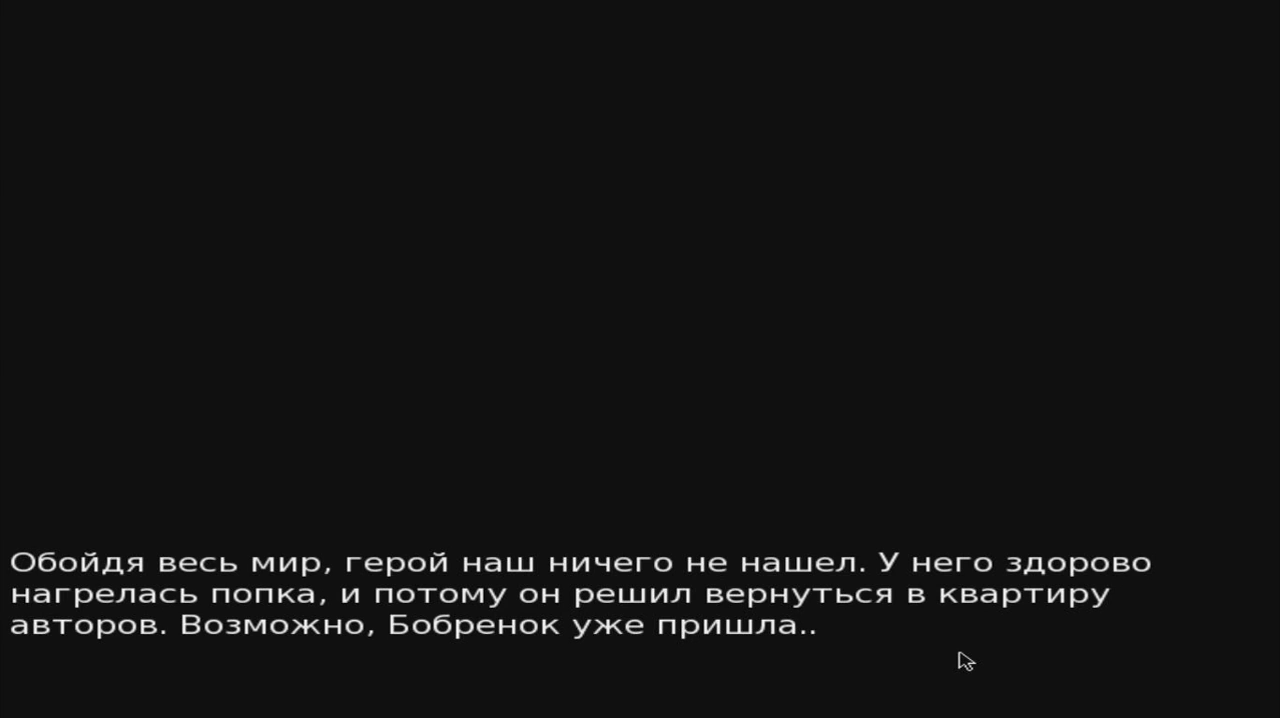 Обойдя весь мир, герой наш ничего не нашел. У него здорово
нагрелась попка, и потому он решил вернуться в квартиру
авторов. Возможно, Бобренок уже пришла..